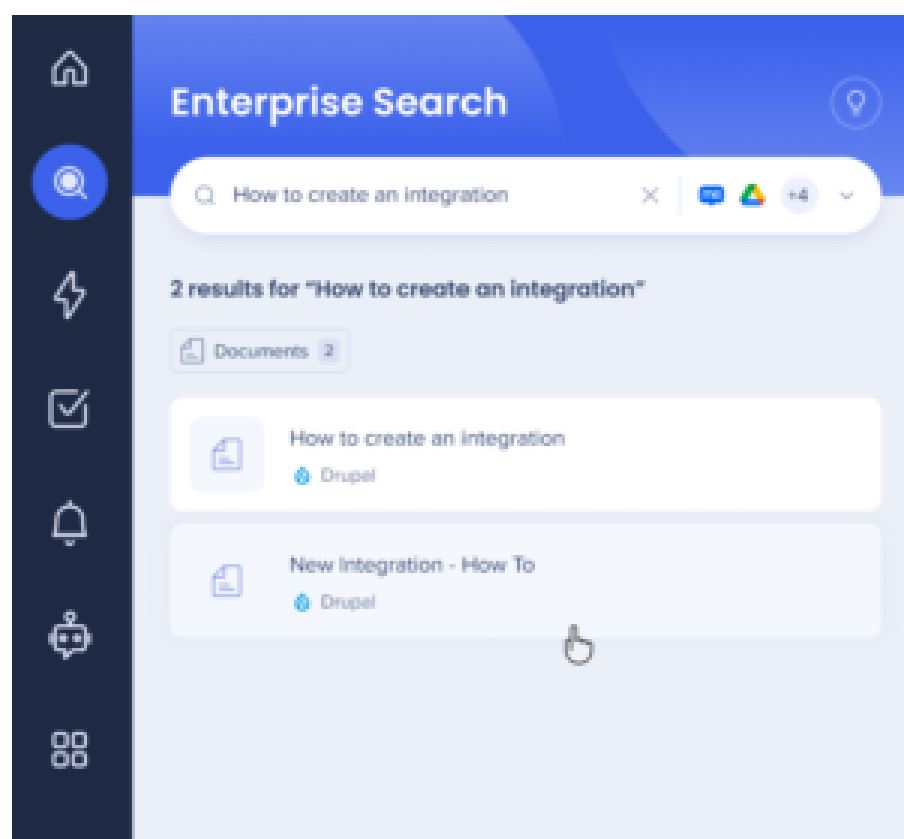 Enterprise Search
How to create an integration
+4
2 results for "How to create an integration"
Documents 2
How to create an Integration
Drupal
New Integration - How To
Drupal